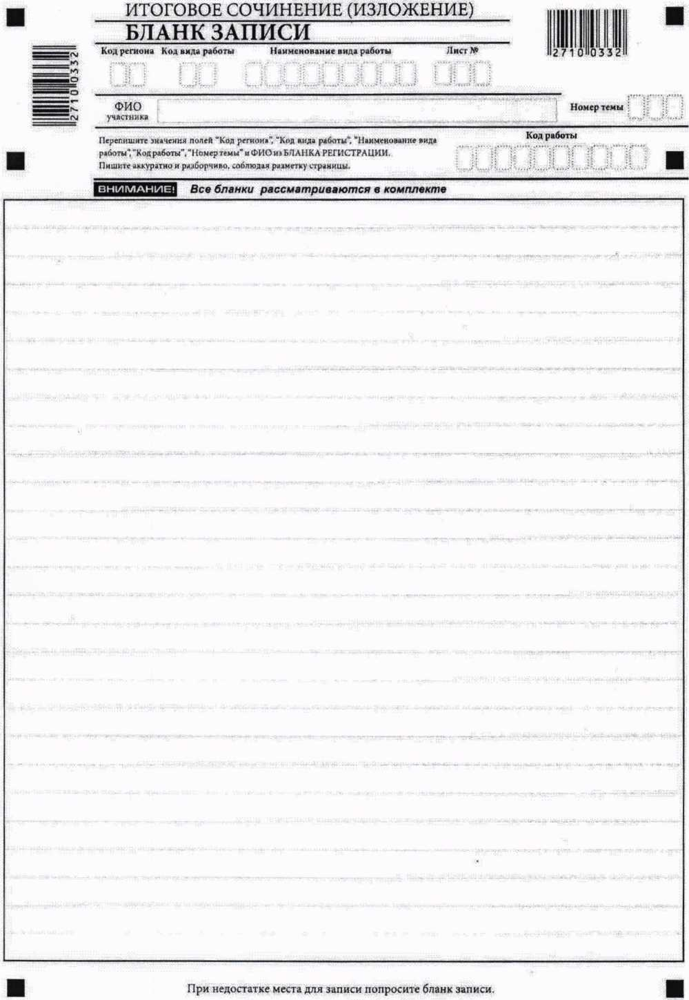 ИТОГОВОЕ СОЧИНЕНИЕ (ИЗЛОЖЕНИЕ)
БЛАНК ЗАПИСИ
2710 0332
2710 0332
Код региона Код вида работы Наименование вида работы Лист №
ФИО
участника
Номер темы
Перепишите значения полей "Код региона", "Код вида работы", "Наименование вида
работы", "Код работы", "Номер темы" и ФИО из БЛАНКА РЕГИСТРАЦИИ.
Пишите аккуратно и разборчиво, соблюдая разметку страницы.
Код работы
ВНИМАНИЕ! Все бланки рассматриваются в комплекте
При недостатке места для записи попросите бланк записи.